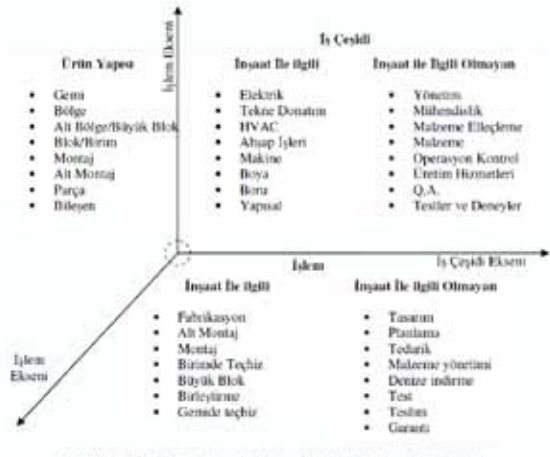 İşlem Ekseni
İş Çeşidi
Ürün Yapısı
Gemi
Bölge
Alt Bölge/Büyük Blok
Blok/Birim
Montaj
Alt Montaj
Parça
Bileşen
İnşaat İle ilgili
Elektrik
Tekne Donatım
HVAC
Ahşap İşleri
Makine
Boya
Boru
Yapısal
İnşaat ile İlgili Olmayan
Yönetim
Mühendislik
Malzeme Elleçleme
Malzeme
Operasyon Kontrol
Üretim Hizmetleri
Q.A.
Testler ve Deneyler
İş Çeşidi Ekseni
İşlem
İnşaat İle ilgili
Fabrikasyon
Alt Montaj
Montaj
Birimde Teçhiz
Büyük Blok
Birleştirme
Gemide teçhiz
İnşaat İle İlgili Olmayan
Tasarım
Planlama
Tedarik
Malzeme yönetimi
Denize indirme
Test
Teslim
Garanti
İşlem
Ekseni